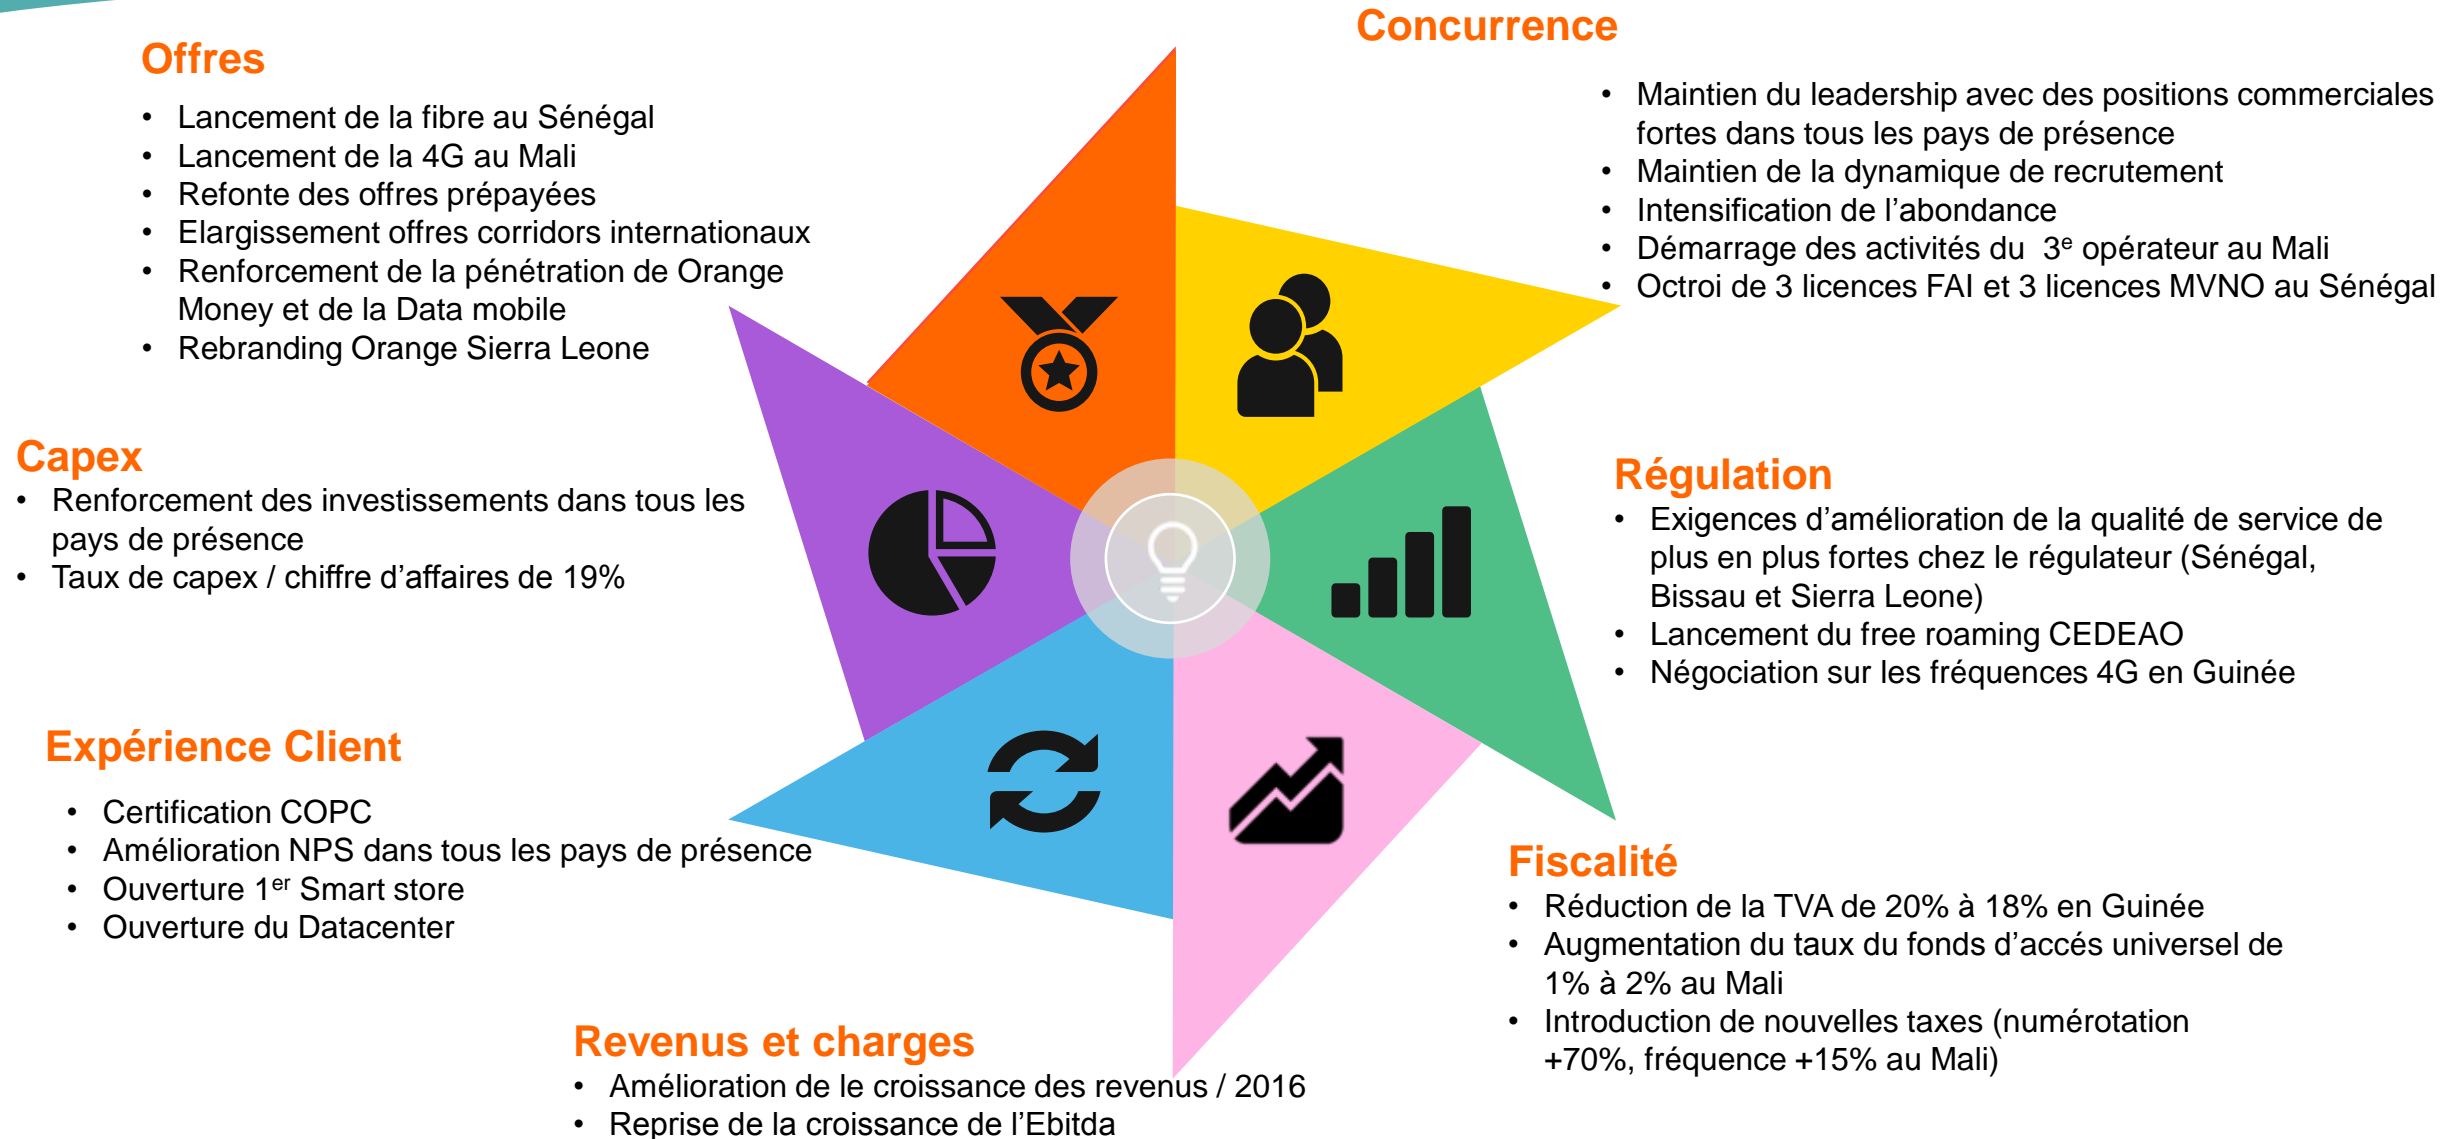 Offres
• Lancement de la fibre au Sénégal
• Lancement de la 4G au Mali
• Refonte des offres prépayées
• Elargissement offres corridors internationaux
• Renforcement de la pénétration de Orange
Money et de la Data mobile
• Rebranding Orange Sierra Leone
Concurrence
• Maintien du leadership avec des positions commerciales
fortes dans tous les pays de présence
• Maintien de la dynamique de recrutement
• Intensification de l’abondance
• Démarrage des activités du 3e opérateur au Mali
• Octroi de 3 licences FAI et 3 licences MVNO au Sénégal
Capex
• Renforcement des investissements dans tous les
pays de présence
• Taux de capex / chiffre d’affaires de 19%
Régulation
• Exigences d’amélioration de la qualité de service de
plus en plus fortes chez le régulateur (Sénégal,
Bissau et Sierra Leone)
• Lancement du free roaming CEDEAO
• Négociation sur les fréquences 4G en Guinée
Expérience Client
• Certification COPC
• Amélioration NPS dans tous les pays de présence
• Ouverture 1er Smart store
• Ouverture du Datacenter
Fiscalité
• Réduction de la TVA de 20% à 18% en Guinée
• Augmentation du taux du fonds d’accés universel de
1% à 2% au Mali
• Introduction de nouvelles taxes (numérotation
+70%, fréquence +15% au Mali)
Revenus et charges
• Amélioration de le croissance des revenus / 2016
• Reprise de la croissance de l’Ebitda